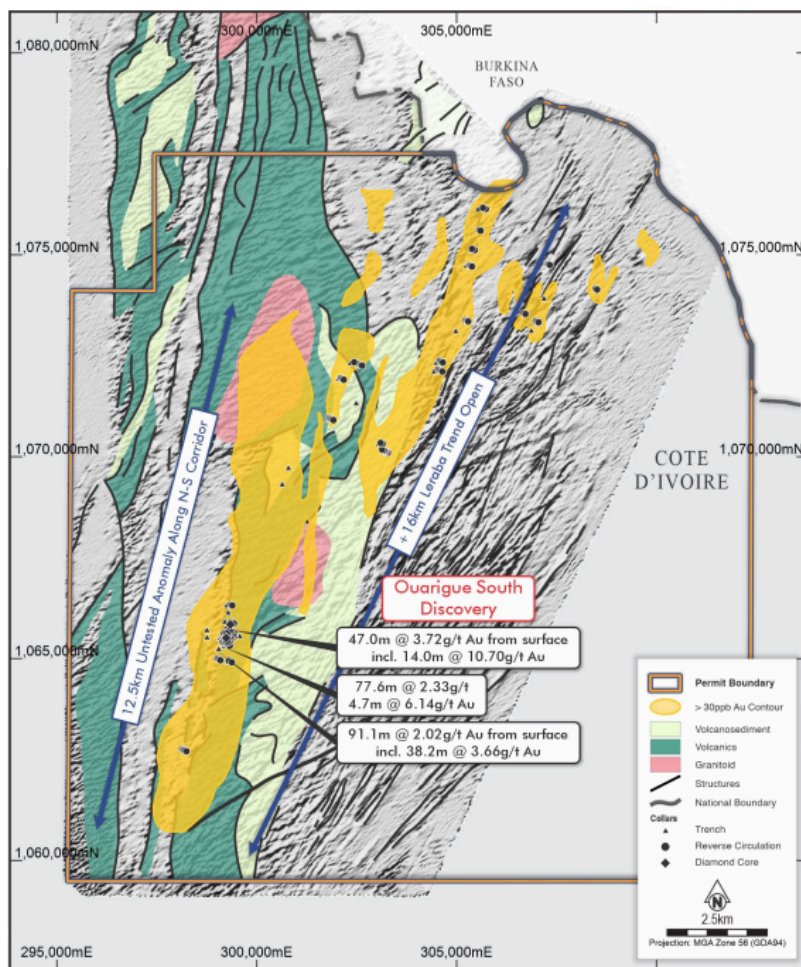 300,000mE
305,000mE
1,080,000mN
BURKINA
FASO
1,075,000mN
1,075,000mN
1,070,000mN
1,070,000mN
COTE
D'IVOIRE
12.5km Untested Anomaly Along N-S Corridor
+16km Leraba Trend Open
Ouarigue South
Discovery
1,065,000mN
1,065,000mN
47.0m @ 3.72g/t Au from surface
incl. 14.0m @ 10.70g/t Au
77.6m @ 2.33g/t
4.7m @ 6.14g/t Au
91.1m @ 2.02g/t Au from surface
incl. 38.2m @ 3.66g/t Au
1,060,000mN
295,000mE
300,000mE
305,000mE
Permit Boundary
> 30ppb Au Contour
Volcanosediment
Volcanics
Granitoid
Structures
National Boundary
Collars
Trench
Reverse Circulation
Diamond Core
N
2.5km
Projection: MGA Zone 56 (GDA94)